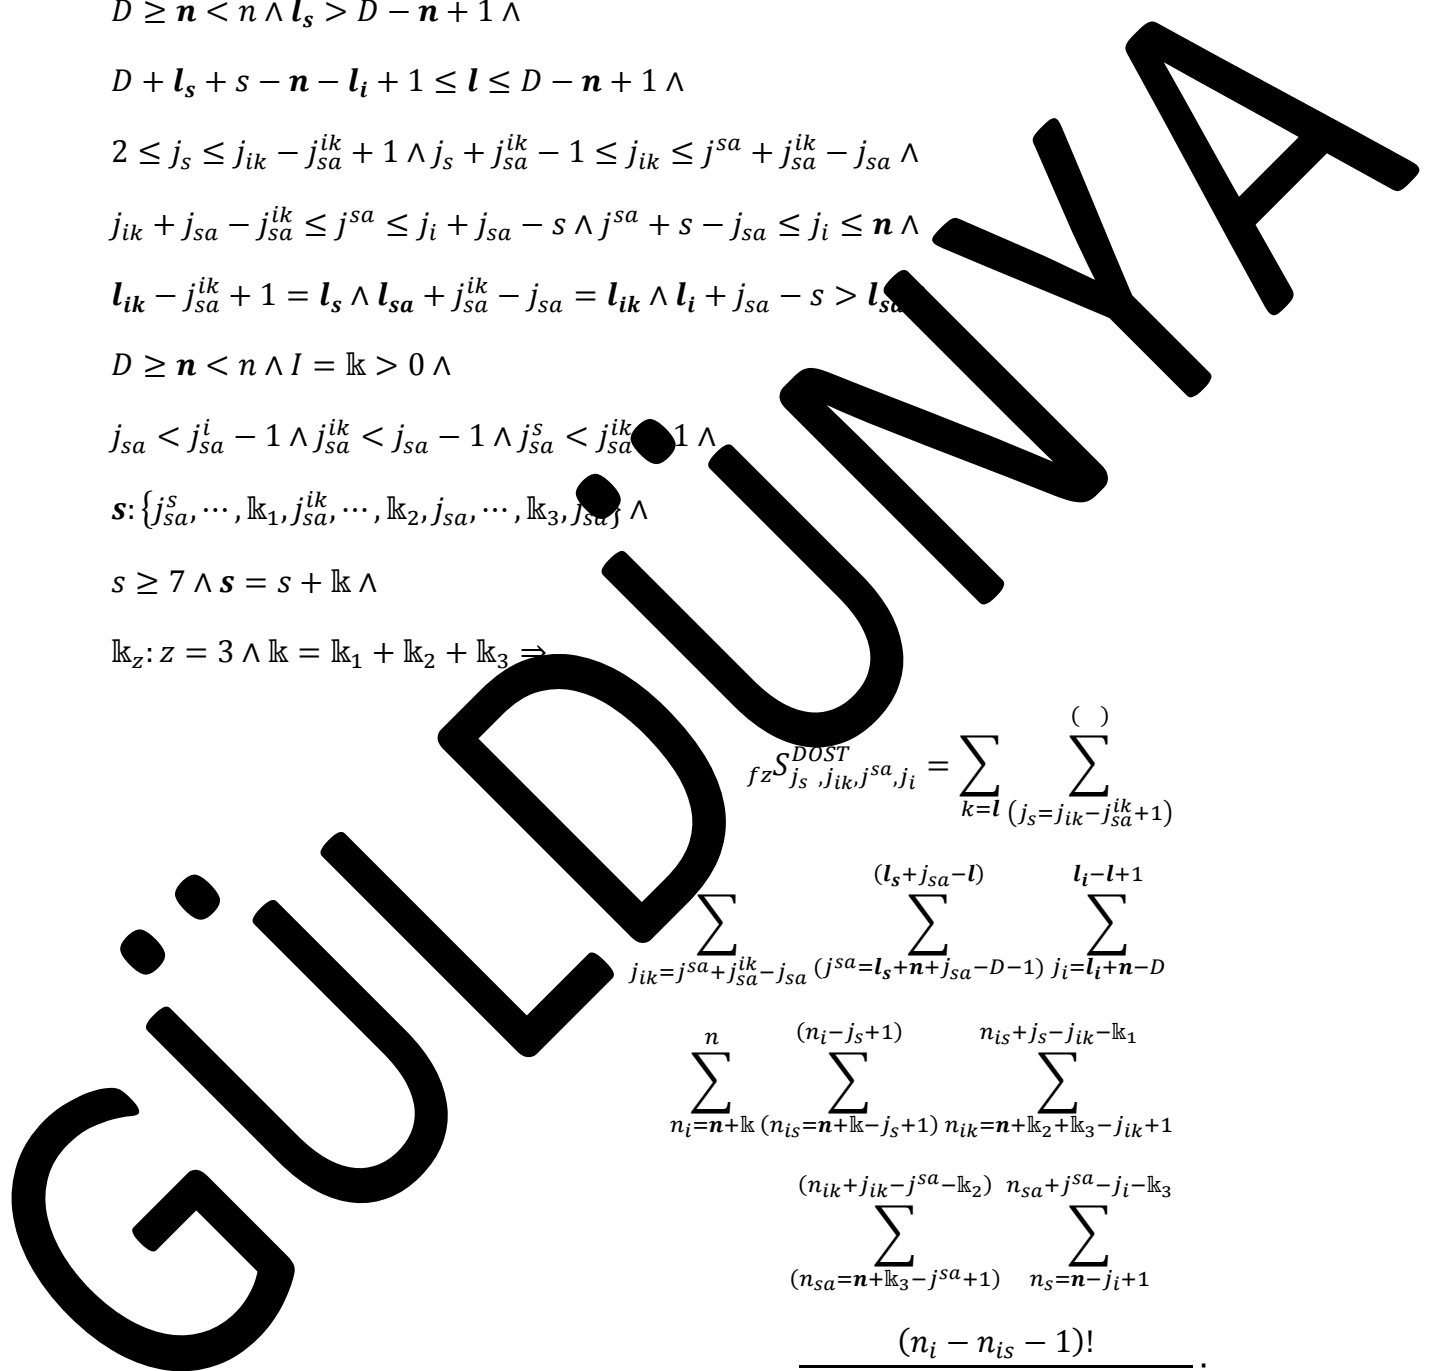 D ≥ n < n ∧ l_s > D − n + 1 ∧
D + l_s + s − n − l_i + 1 ≤ l ≤ D − n + 1 ∧
2 ≤ j_s ≤ j_ik − j_sa^ik + 1 ∧ j_s + j_sa^ik − 1 ≤ j_ik ≤ j^sa + j_sa^ik − j_sa ∧
j_ik + j_sa − j_sa^ik ≤ j^sa ≤ j_i + j_sa − s ∧ j^sa + s − j_sa ≤ j_i ≤ n ∧
l_ik − j_sa^ik + 1 = l_s ∧ l_sa + j_sa^ik − j_sa = l_ik ∧ l_i + j_sa − s > l_sa
D ≥ n < n ∧ I = 𝕜 > 0 ∧
j_sa < j_sa^i − 1 ∧ j_sa^ik < j_sa − 1 ∧ j_sa^s < j_sa^ik 1 ∧
s: {j_sa^s, ⋯, 𝕜_1, j_sa^ik, ⋯, 𝕜_2, j_sa, ⋯, 𝕜_3, j_sa} ∧
s ≥ 7 ∧ s = s + 𝕜 ∧
𝕜_z: z = 3 ∧ 𝕜 = 𝕜_1 + 𝕜_2 + 𝕜_3 ⇒
( )
fz S^DOST_j_s ,j_ik,j^sa,j_i = ∑ ∑
k=l (j_s=j_ik−j_sa^ik+1)
(l_s+j_sa−l) l_i−l+1
∑ ∑ ∑
j_ik=j^sa+j_sa^ik−j_sa (j^sa=l_s+n+j_sa−D−1) j_i=l_i+n−D
n (n_i−j_s+1) n_is+j_s−j_ik−𝕜_1
∑ ∑ ∑
n_i=n+𝕜 (n_is=n+𝕜−j_s+1) n_ik=n+𝕜_2+𝕜_3−j_ik+1
(n_ik+j_ik−j^sa−𝕜_2) n_sa+j^sa−j_i−𝕜_3
∑ ∑
(n_sa=n+𝕜_3−j^sa+1) n_s=n−j_i+1
(n_i − n_is − 1)!
.
GÜLDÜNYA